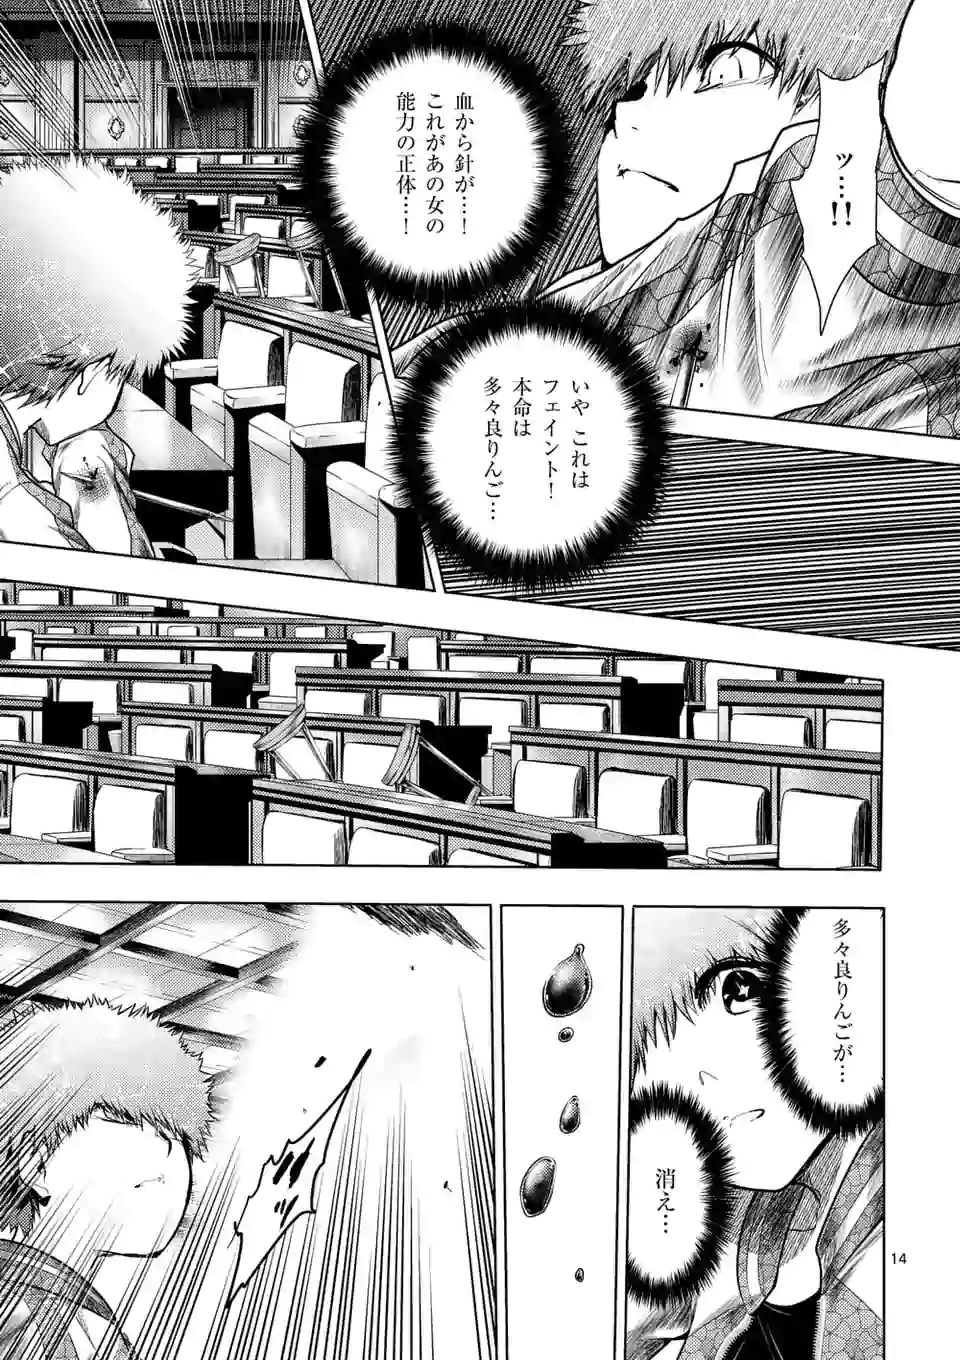 ッ…!!
血から針が…!
これがあの女の
能力の正体…!
いや これは
フェイント!
本命は
多々良りんご…
多々良りんごが…
消え…
14